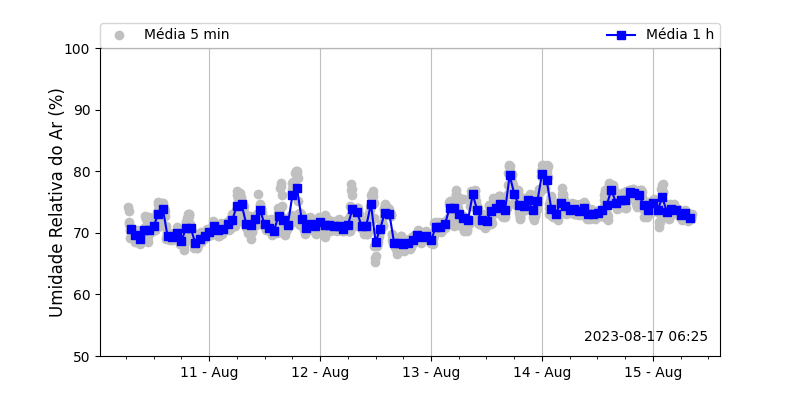 Média 5 min
Média 1 h
Umidade Relativa do Ar (%)
100
90
80
70
60
50
2023-08-17 06:25
11 - Aug
12 - Aug
13 - Aug
14 - Aug
15 - Aug